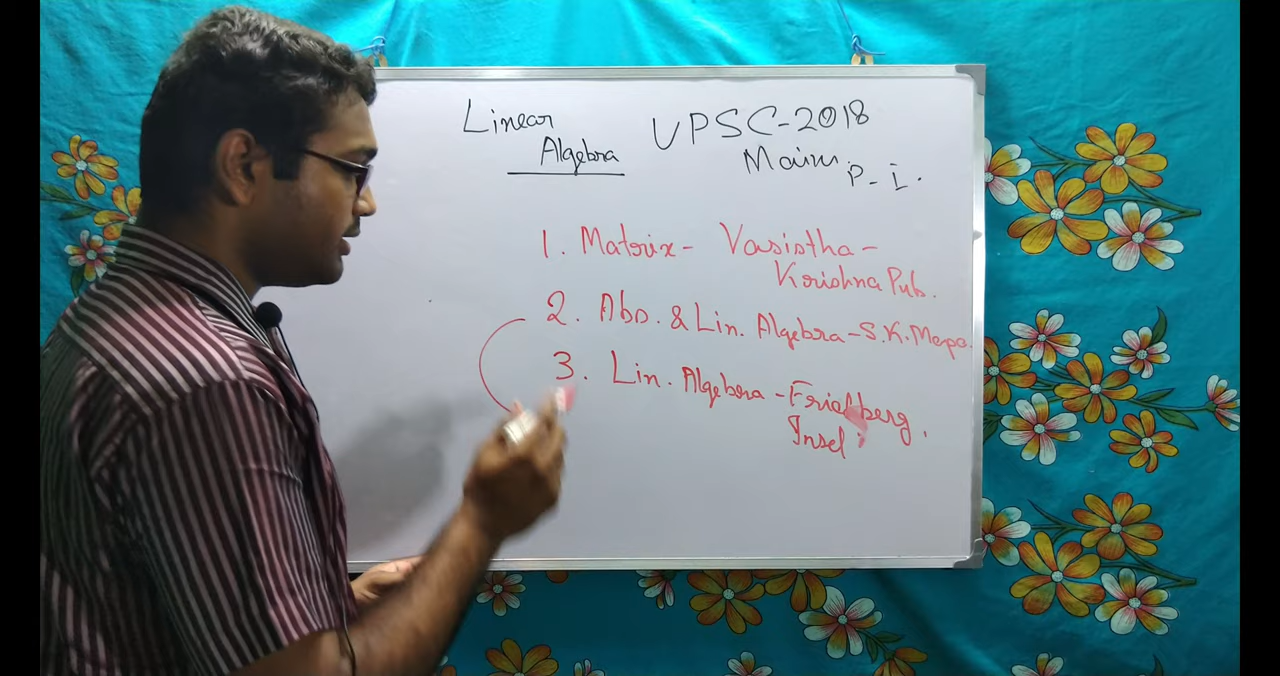 Linear
Algebra
UPSC-2018
Mains
P-I.
1. Matrix- Vasistha-
Krishna Pub.
2. Abs. & Lin. Algebra-S.K.Mapa.
3. Lin. Algebra-Friedberg,
Insel